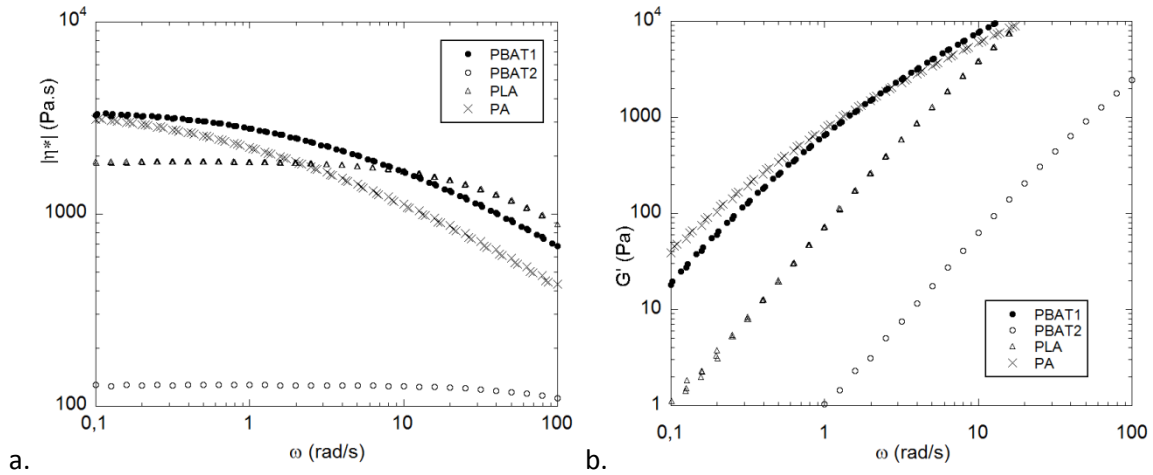 10⁴
1000
100
|η*| (Pa.s)
PBAT1
PBAT2
PLA
PA
0,1
1
10
100
ω (rad/s)
a.
10⁴
1000
100
10
1
G' (Pa)
PBAT1
PBAT2
PLA
PA
0,1
1
10
100
ω (rad/s)
b.